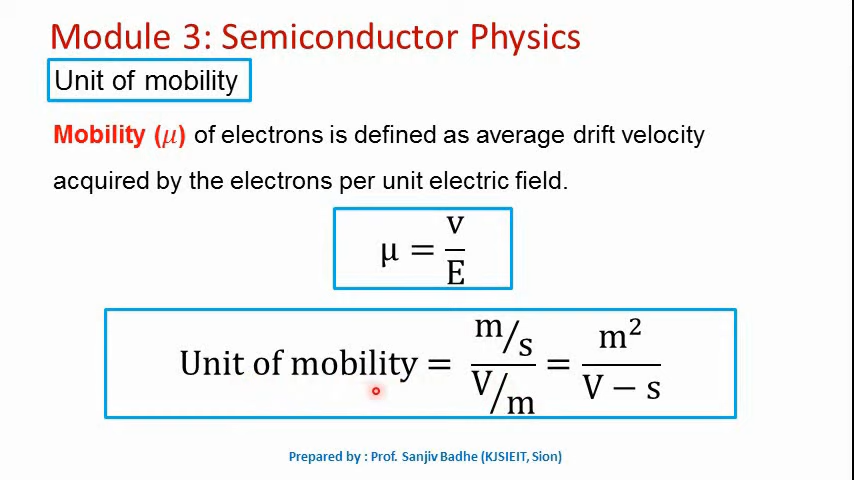 Module 3: Semiconductor Physics
Unit of mobility
Mobility (μ) of electrons is defined as average drift velocity
acquired by the electrons per unit electric field.
μ = v/E
Unit of mobility = (m/s)/(V/m) = m²/(V − s)
Prepared by : Prof. Sanjiv Badhe (KJSIEIT, Sion)